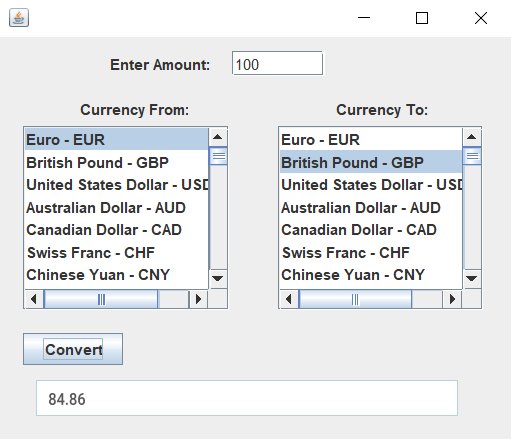 Enter Amount: 100
Currency From: Currency To:
Euro - EUR
British Pound - GBP
United States Dollar - USD
Australian Dollar - AUD
Canadian Dollar - CAD
Swiss Franc - CHF
Chinese Yuan - CNY
Euro - EUR
British Pound - GBP
United States Dollar - USD
Australian Dollar - AUD
Canadian Dollar - CAD
Swiss Franc - CHF
Chinese Yuan - CNY
Convert
84.86